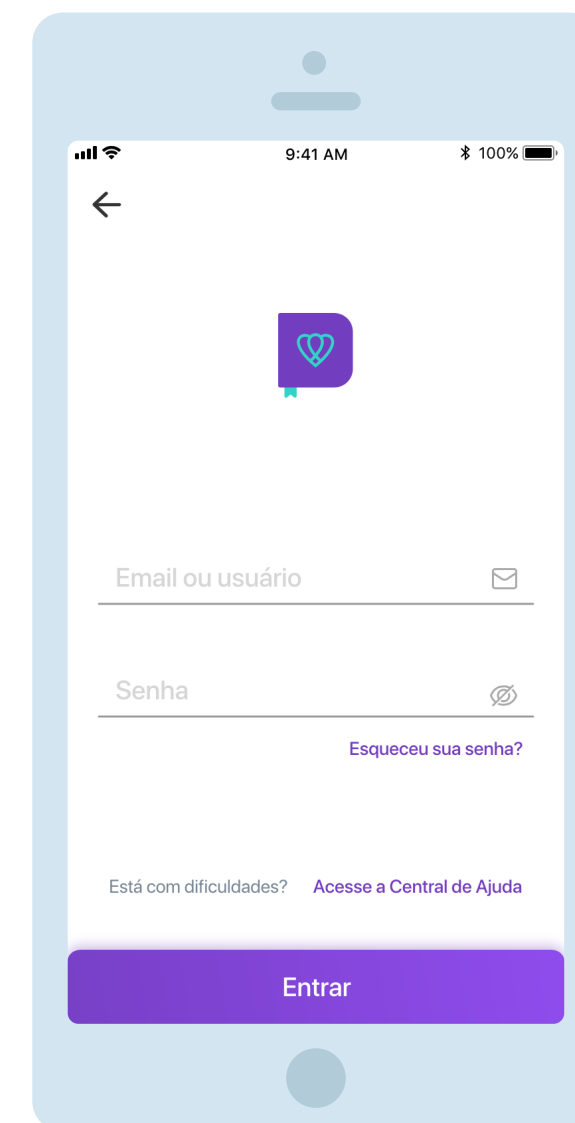 9:41 AM
100%
Email ou usuário
Senha
Esqueceu sua senha?
Está com dificuldades? Acesse a Central de Ajuda
Entrar